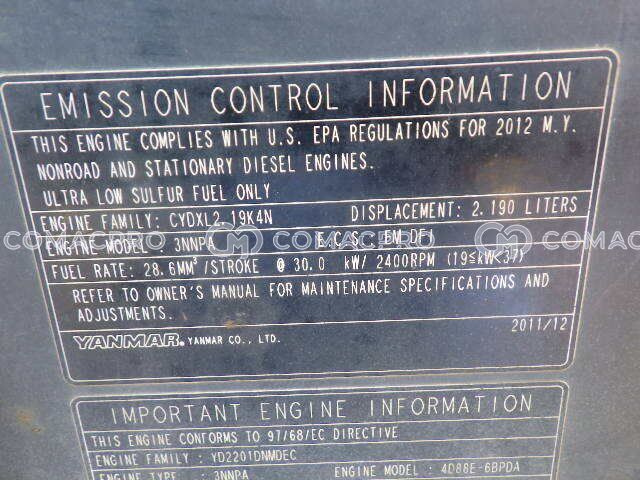 EMISSION CONTROL INFORMATION
THIS ENGINE COMPLIES WITH U.S. EPA REGULATIONS FOR 2012 M.Y.
NONROAD AND STATIONARY DIESEL ENGINES.
ULTRA LOW SULFUR FUEL ONLY
ENGINE FAMILY: CYDXL2.19K4N DISPLACEMENT: 2.190 LITERS
ENGINE MODEL : 3NNPA E.C.S.: EM,DFI
COMACPRO COMACPRO COMACPRO
FUEL RATE: 28.6MM³/STROKE @ 30.0 kW/ 2400RPM (19≤kW<37)
REFER TO OWNER'S MANUAL FOR MAINTENANCE SPECIFICATIONS AND
ADJUSTMENTS.
2011/12
YANMAR. YANMAR CO., LTD.
IMPORTANT ENGINE INFORMATION
THIS ENGINE CONFORMS TO 97/68/EC DIRECTIVE
ENGINE FAMILY : YD2201DNMDEC
ENGINE TYPE : 3NNPA ENGINE MODEL : 4D88E-6BPDA